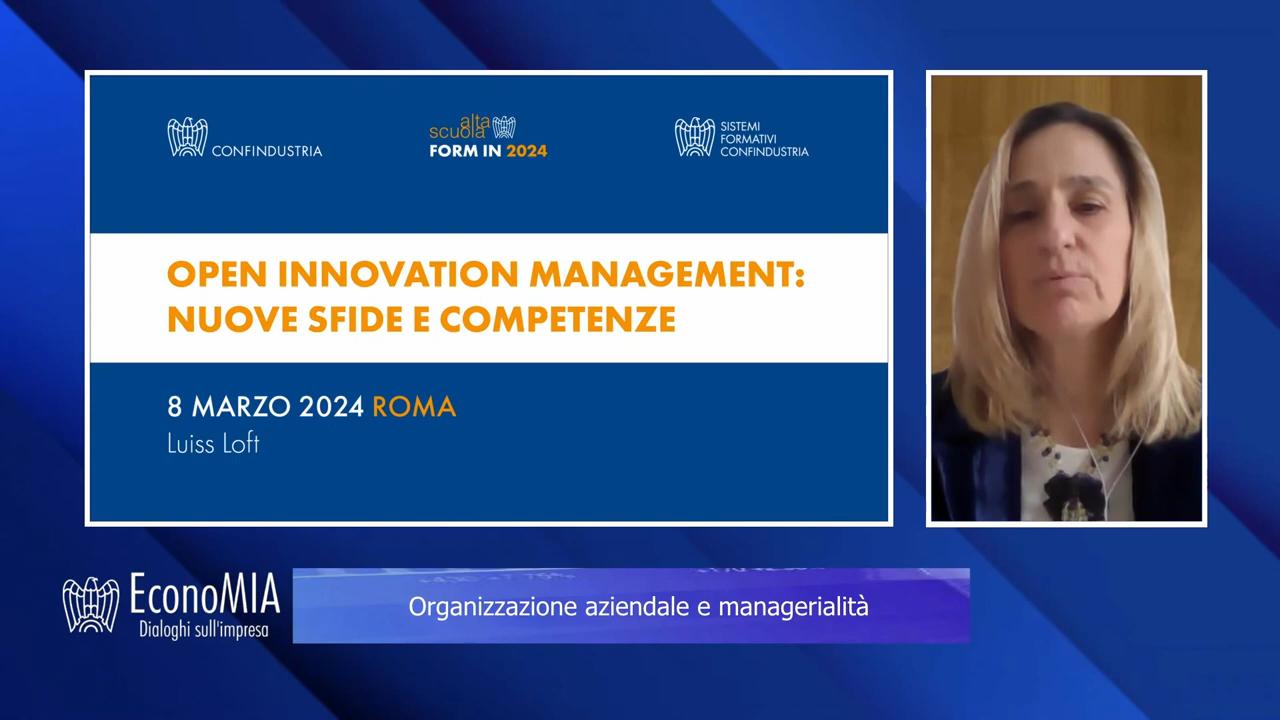 CONFINDUSTRIA
alta
scuola
FORM IN 2024
SISTEMI
FORMATIVI
CONFINDUSTRIA
OPEN INNOVATION MANAGEMENT:
NUOVE SFIDE E COMPETENZE
8 MARZO 2024 ROMA
Luiss Loft
EconoMIA
Dialoghi sull'impresa
Organizzazione aziendale e managerialità